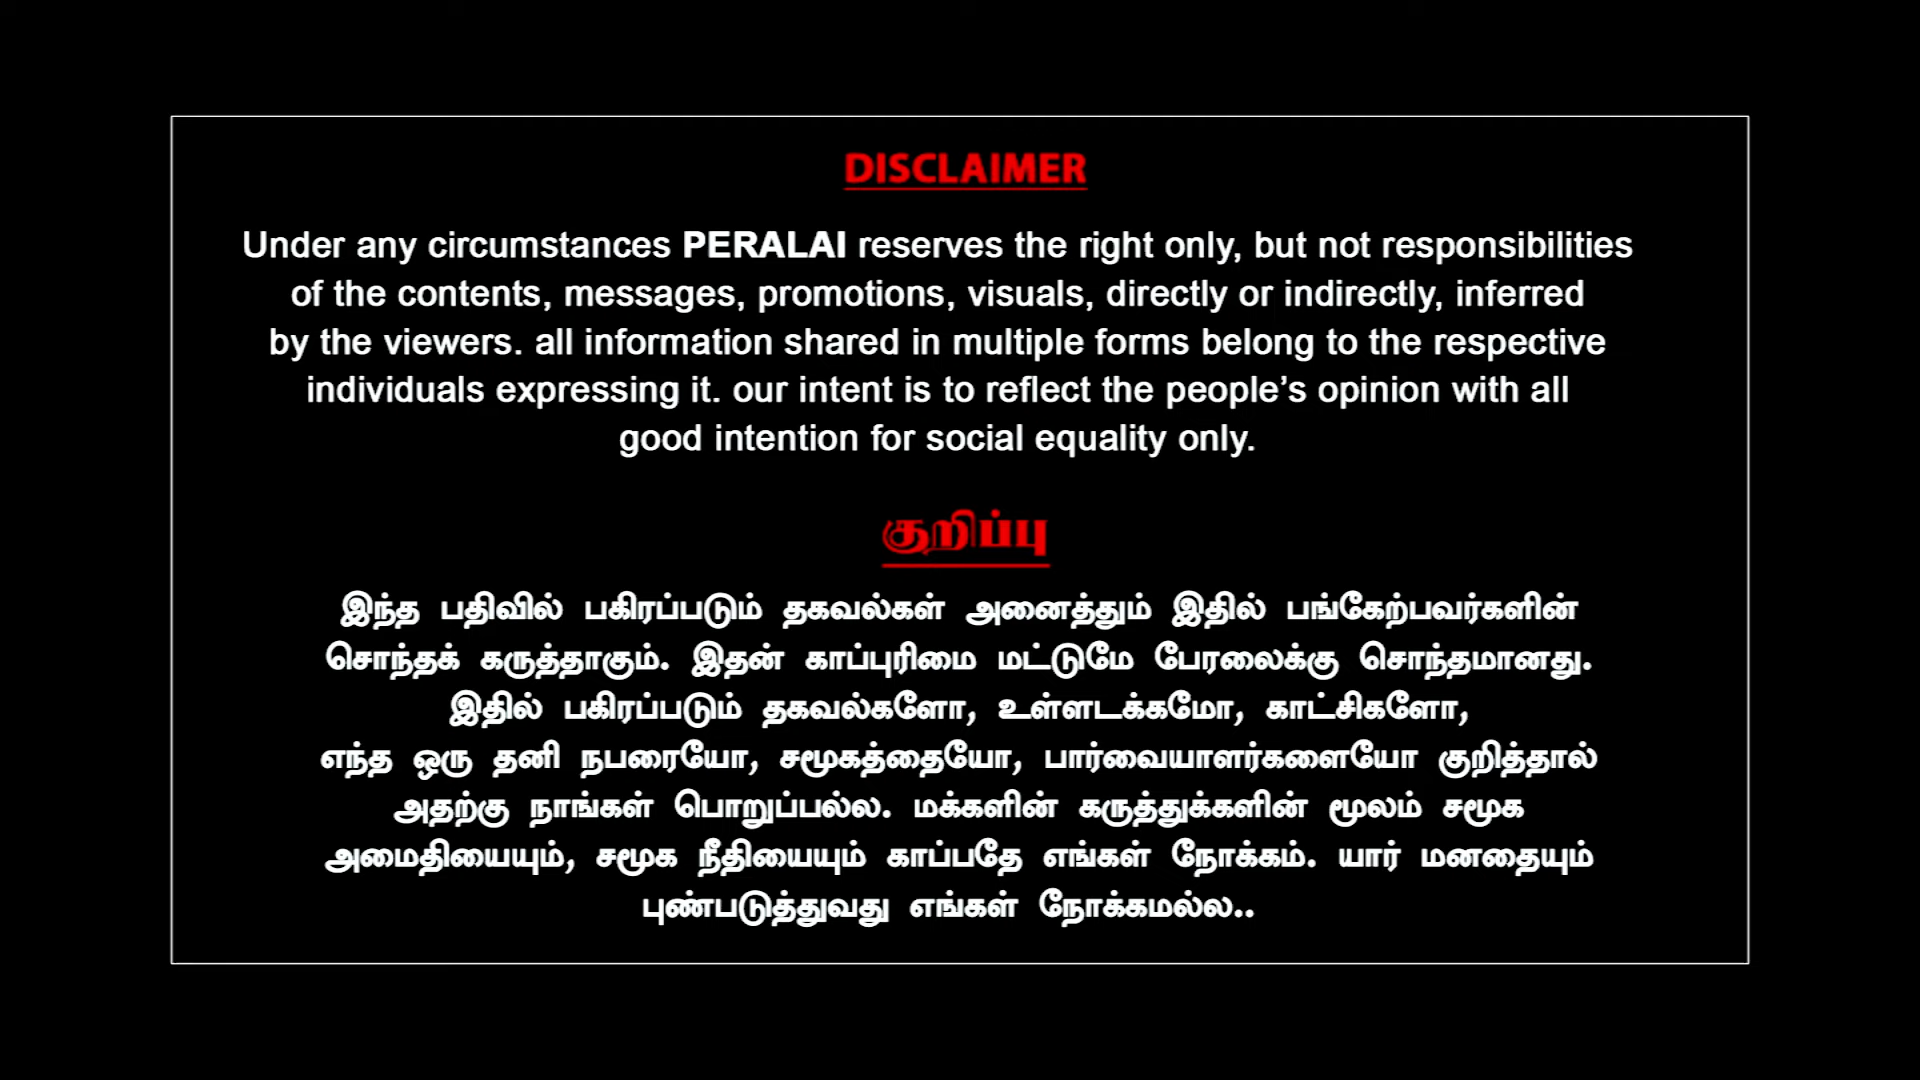 DISCLAIMER
Under any circumstances PERALAI reserves the right only, but not responsibilities
of the contents, messages, promotions, visuals, directly or indirectly, inferred
by the viewers. all information shared in multiple forms belong to the respective
individuals expressing it. our intent is to reflect the people’s opinion with all
good intention for social equality only.
குறிப்பு
இந்த பதிவில் பகிரப்படும் தகவல்கள் அனைத்தும் இதில் பங்கேற்பவர்களின்
சொந்தக் கருத்தாகும். இதன் காப்புரிமை மட்டுமே பேரலைக்கு சொந்தமானது.
இதில் பகிரப்படும் தகவல்களோ, உள்ளடக்கமோ, காட்சிகளோ,
எந்த ஒரு தனி நபரையோ, சமூகத்தையோ, பார்வையாளர்களையோ குறித்தால்
அதற்கு நாங்கள் பொறுப்பல்ல. மக்களின் கருத்துக்களின் மூலம் சமூக
அமைதியையும், சமூக நீதியையும் காப்பதே எங்கள் நோக்கம். யார் மனதையும்
புண்படுத்துவது எங்கள் நோக்கமல்ல..